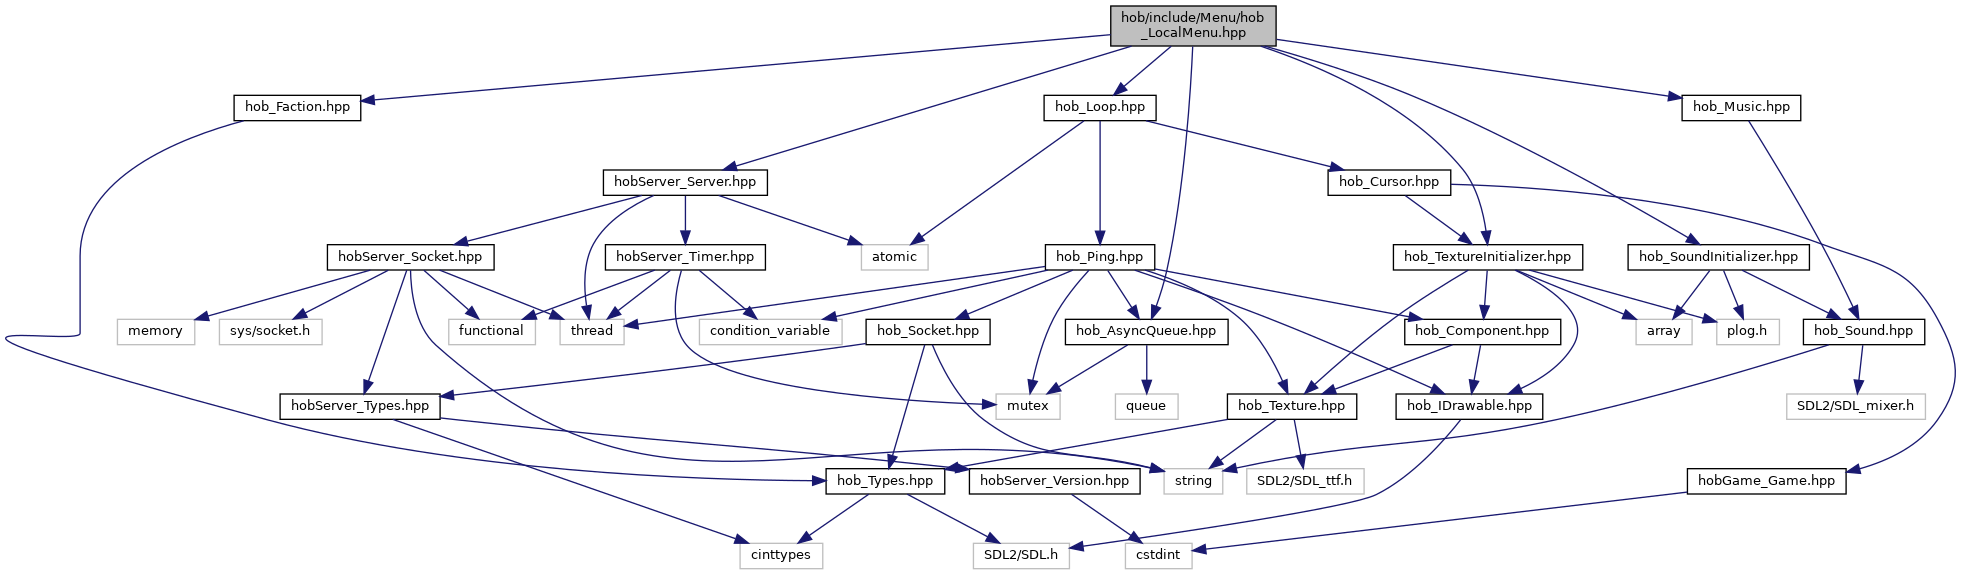 hob/include/Menu/hob
_LocalMenu.hpp
hob_Faction.hpp
hob_Loop.hpp
hob_Music.hpp
hobServer_Server.hpp
hob_Cursor.hpp
hobServer_Socket.hpp
hobServer_Timer.hpp
atomic
hob_Ping.hpp
hob_TextureInitializer.hpp
hob_SoundInitializer.hpp
memory
sys/socket.h
functional
thread
condition_variable
hob_Socket.hpp
hob_AsyncQueue.hpp
hob_Component.hpp
array
plog.h
hob_Sound.hpp
hobServer_Types.hpp
mutex
queue
hob_Texture.hpp
hob_IDrawable.hpp
SDL2/SDL_mixer.h
hob_Types.hpp
hobServer_Version.hpp
string
SDL2/SDL_ttf.h
hobGame_Game.hpp
cinttypes
SDL2/SDL.h
cstdint